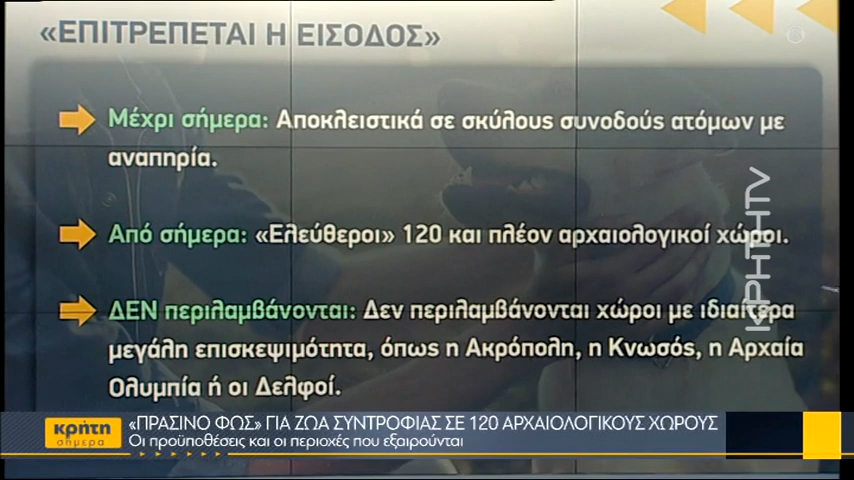 «ΕΠΙΤΡΕΠΕΤΑΙ Η ΕΙΣΟΔΟΣ»
Μέχρι σήμερα: Αποκλειστικά σε σκύλους συνοδούς ατόμων με
αναπηρία.
Από σήμερα: «Ελεύθεροι» 120 και πλέον αρχαιολογικοί χώροι.
ΔΕΝ περιλαμβάνονται: Δεν περιλαμβάνονται χώροι με ιδιαίτερα
μεγάλη επισκεψιμότητα, όπως η Ακρόπολη, η Κνωσός, η Αρχαία
Ολυμπία ή οι Δελφοί.
ΚΡΗΤΗTV
κρήτη
σήμερα
«ΠΡΑΣΙΝΟ ΦΩΣ» ΓΙΑ ΖΩΑ ΣΥΝΤΡΟΦΙΑΣ ΣΕ 120 ΑΡΧΑΙΟΛΟΓΙΚΟΥΣ ΧΩΡΟΥΣ
Οι προϋποθέσεις και οι περιοχές που εξαιρούνται